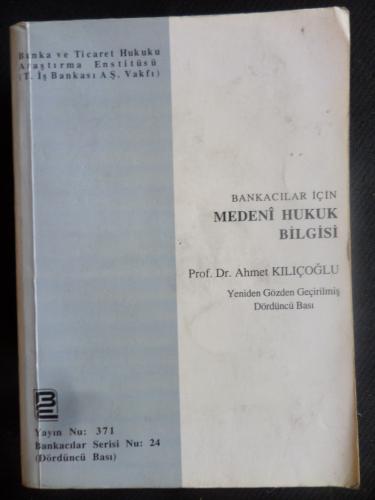 Banka ve Ticaret Hukuku
Araştırma Enstitüsü
(T. İş Bankası AŞ. Vakfı)
BANKACILAR İÇİN
MEDENÎ HUKUK
BİLGİSİ
Prof. Dr. Ahmet KILIÇOĞLU
Yeniden Gözden Geçirilmiş
Dördüncü Bası
Yayın Nu: 371
Bankacılar Serisi Nu: 24
(Dördüncü Bası)